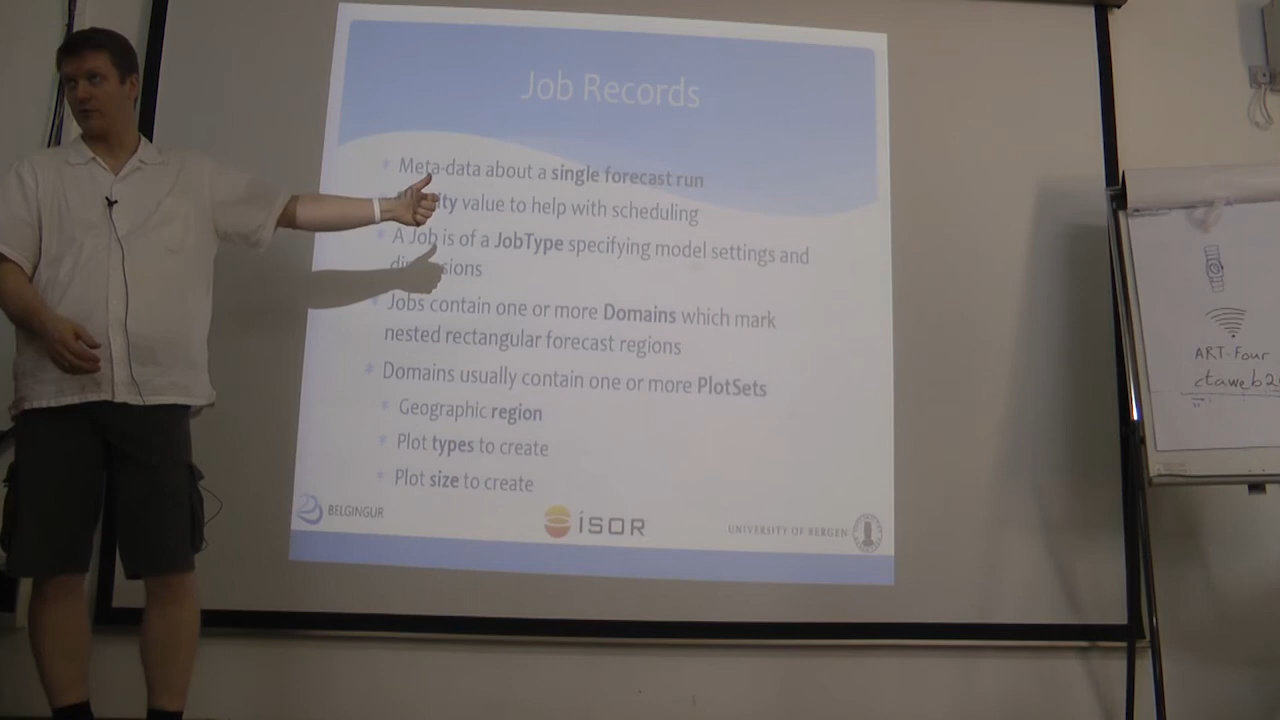 Job Records
Meta-data about a single forecast run
value to help with scheduling
A Job is of a JobType specifying model settings and
Jobs contain one or more Domains which mark
nested rectangular forecast regions
Domains usually contain one or more PlotSets
Geographic region
Plot types to create
Plot size to create
BELGINGUR
ÍSOR
UNIVERSITY OF BERGEN
ART-Four